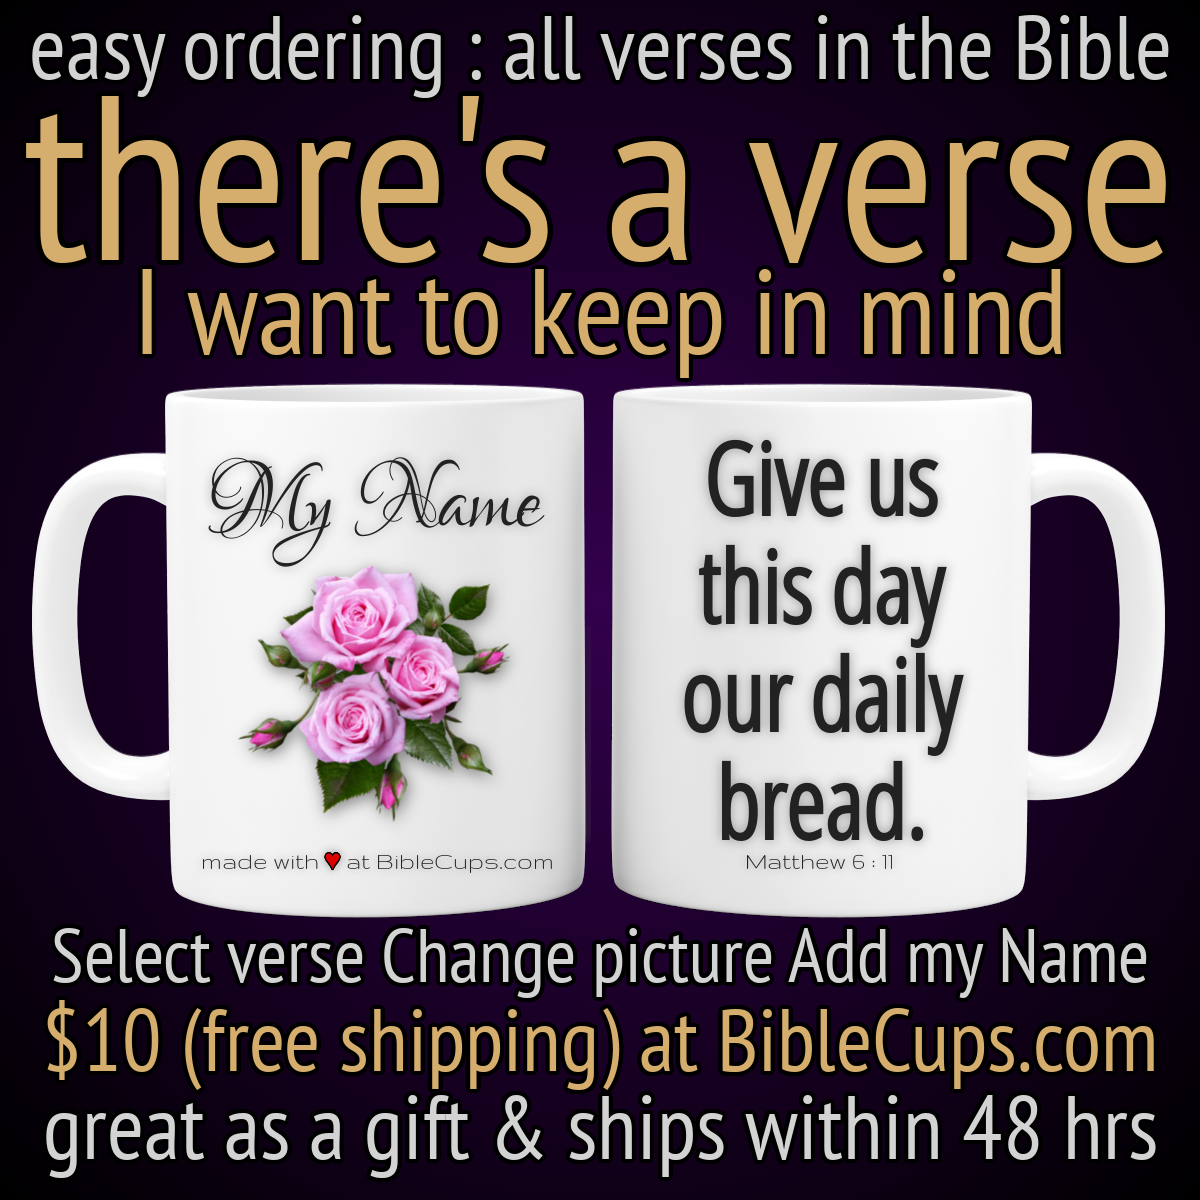 easy ordering : all verses in the Bible
there's a verse
I want to keep in mind
My Name
made with ♥ at BibleCups.com
Give us
this day
our daily
bread.
Matthew 6 : 11
Select verse Change picture Add my Name
$10 (free shipping) at BibleCups.com
great as a gift & ships within 48 hrs